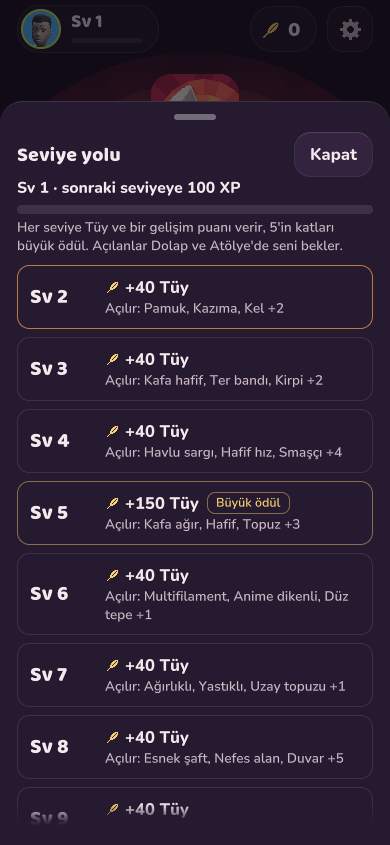 Sv 1
0
Seviye yolu
Kapat
Sv 1 · sonraki seviyeye 100 XP
Her seviye Tüy ve bir gelişim puanı verir, 5'in katları
büyük ödül. Açılanlar Dolap ve Atölye'de seni bekler.
Sv 2
+40 Tüy
Açılır: Pamuk, Kazıma, Kel +2
Sv 3
+40 Tüy
Açılır: Kafa hafif, Ter bandı, Kirpi +2
Sv 4
+40 Tüy
Açılır: Havlu sargı, Hafif hız, Smaşçı +4
Sv 5
+150 Tüy Büyük ödül
Açılır: Kafa ağır, Hafif, Topuz +3
Sv 6
+40 Tüy
Açılır: Multifilament, Anime dikenli, Düz
tepe +1
Sv 7
+40 Tüy
Açılır: Ağırlıklı, Yastıklı, Uzay topuzu +1
Sv 8
+40 Tüy
Açılır: Esnek şaft, Nefes alan, Duvar +5
Sv 9
+40 Tüy